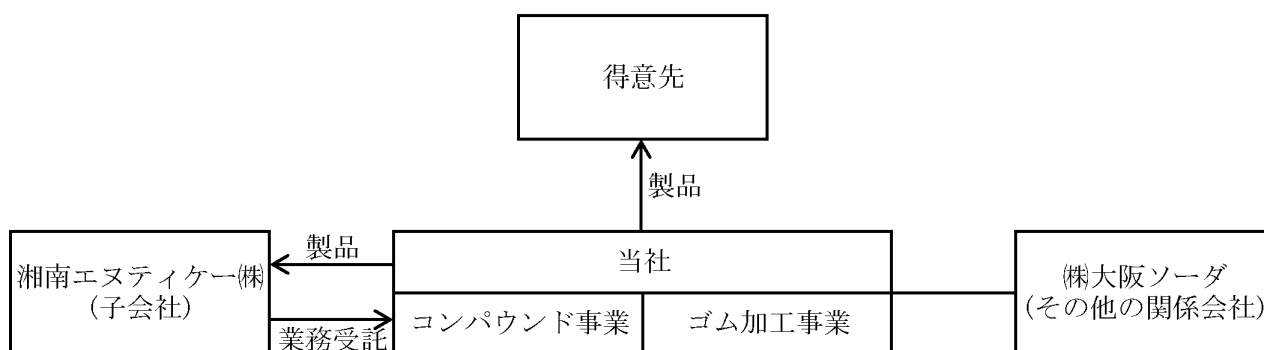 得意先
製品
製品
当社
湘南エヌティケー㈱
(子会社)
㈱大阪ソーダ
(その他の関係会社)
業務受託
コンパウンド事業
ゴム加工事業